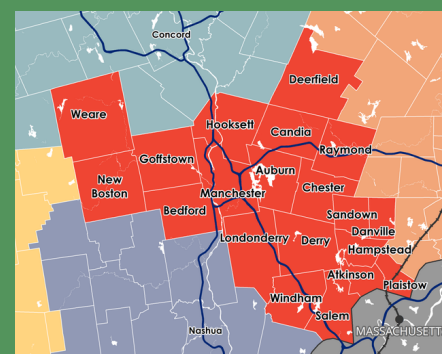 Concord
Deerfield
Weare
Hooksett
Candia
Raymond
Goffstown
Auburn
New
Boston
Manchester
Chester
Bedford
Sandown
Londonderry
Derry
Danville
Hampstead
Atkinson
Plaistow
Windham
Salem
Nashua
MASSACHUSETT